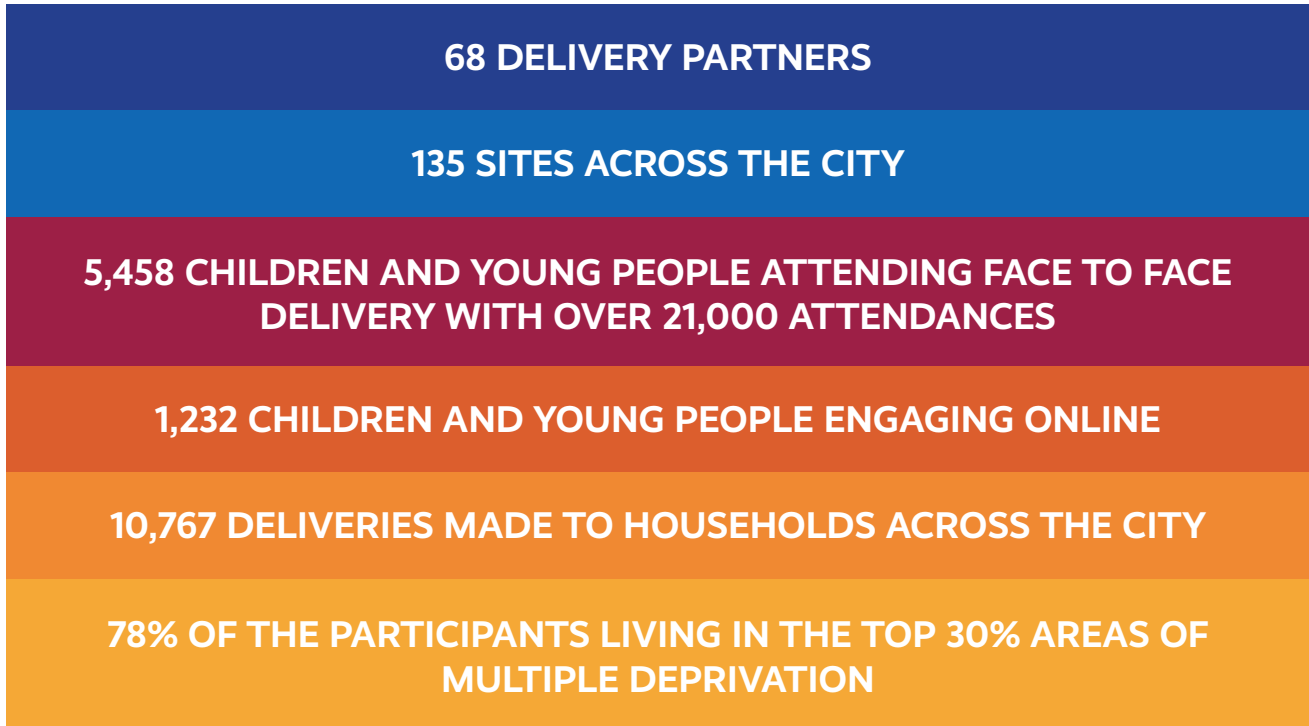 68 DELIVERY PARTNERS
135 SITES ACROSS THE CITY
5,458 CHILDREN AND YOUNG PEOPLE ATTENDING FACE TO FACE
DELIVERY WITH OVER 21,000 ATTENDANCES
1,232 CHILDREN AND YOUNG PEOPLE ENGAGING ONLINE
10,767 DELIVERIES MADE TO HOUSEHOLDS ACROSS THE CITY
78% OF THE PARTICIPANTS LIVING IN THE TOP 30% AREAS OF
MULTIPLE DEPRIVATION